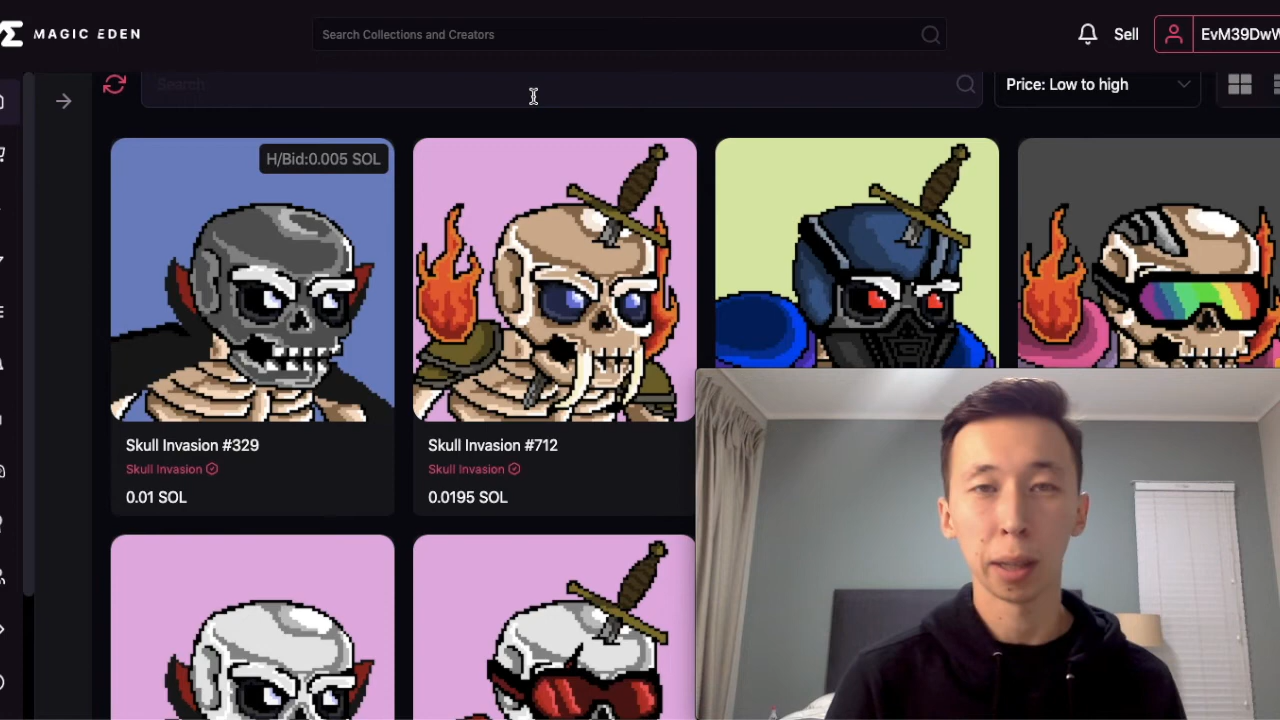 MAGIC EDEN
Search Collections and Creators
Sell
EvM39DwW
Search
Price: Low to high
H/Bid:0.005 SOL
Skull Invasion #329
Skull Invasion
0.01 SOL
Skull Invasion #712
Skull Invasion
0.0195 SOL